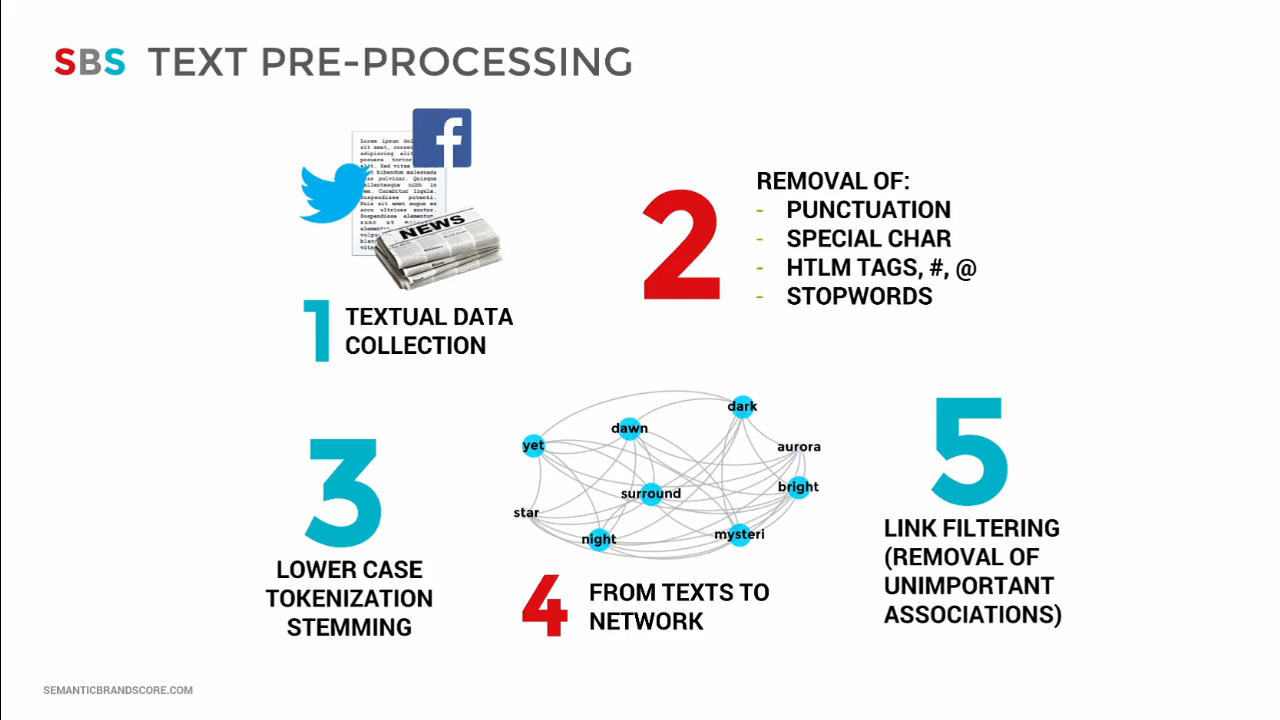 SBS TEXT PRE-PROCESSING
f
NEWS
1 TEXTUAL DATA
COLLECTION
2
REMOVAL OF:
- PUNCTUATION
- SPECIAL CHAR
- HTLM TAGS, #, @
- STOPWORDS
3
LOWER CASE
TOKENIZATION
STEMMING
dark
dawn
yet
aurora
surround
bright
star
night
mysteri
4 FROM TEXTS TO
NETWORK
5
LINK FILTERING
(REMOVAL OF
UNIMPORTANT
ASSOCIATIONS)
SEMANTICBRANDSCORE.COM